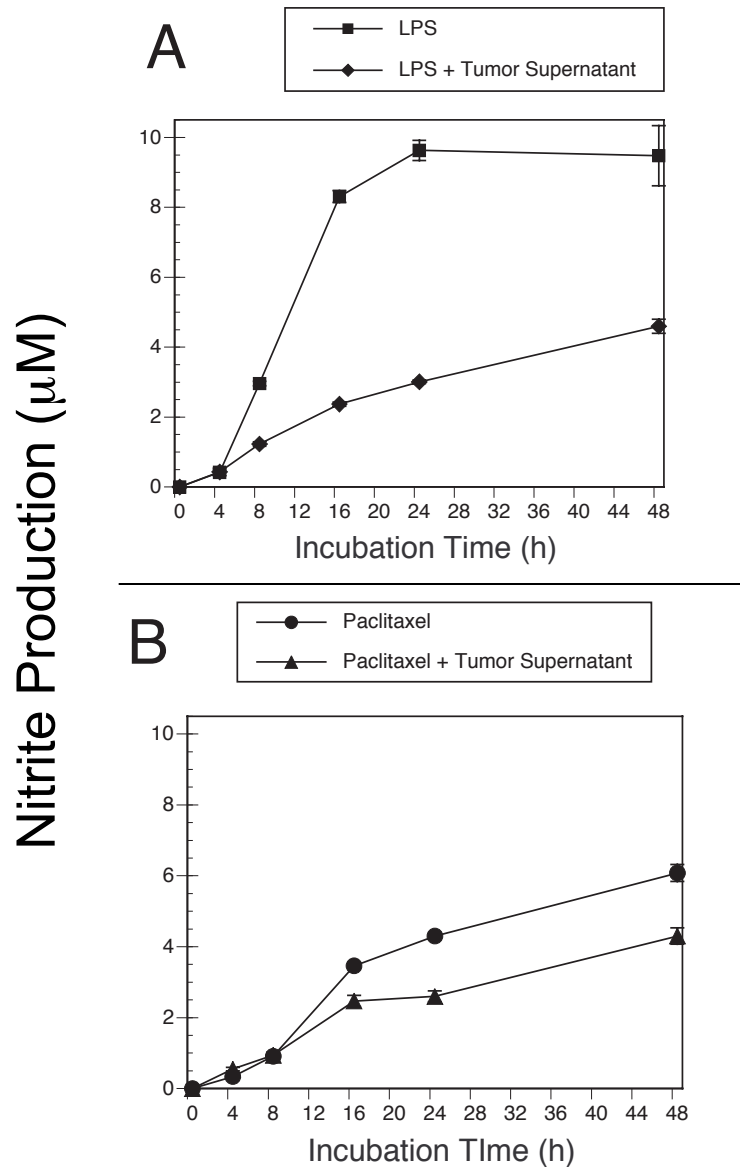 A
LPS
LPS + Tumor Supernatant
10
8
6
4
2
0
0 4 8 12 16 20 24 28 32 36 40 44 48
Incubation Time (h)
Nitrite Production (μM)
B
Paclitaxel
Paclitaxel + Tumor Supernatant
10
8
6
4
2
0
0 4 8 12 16 20 24 28 32 36 40 44 48
Incubation TIme (h)